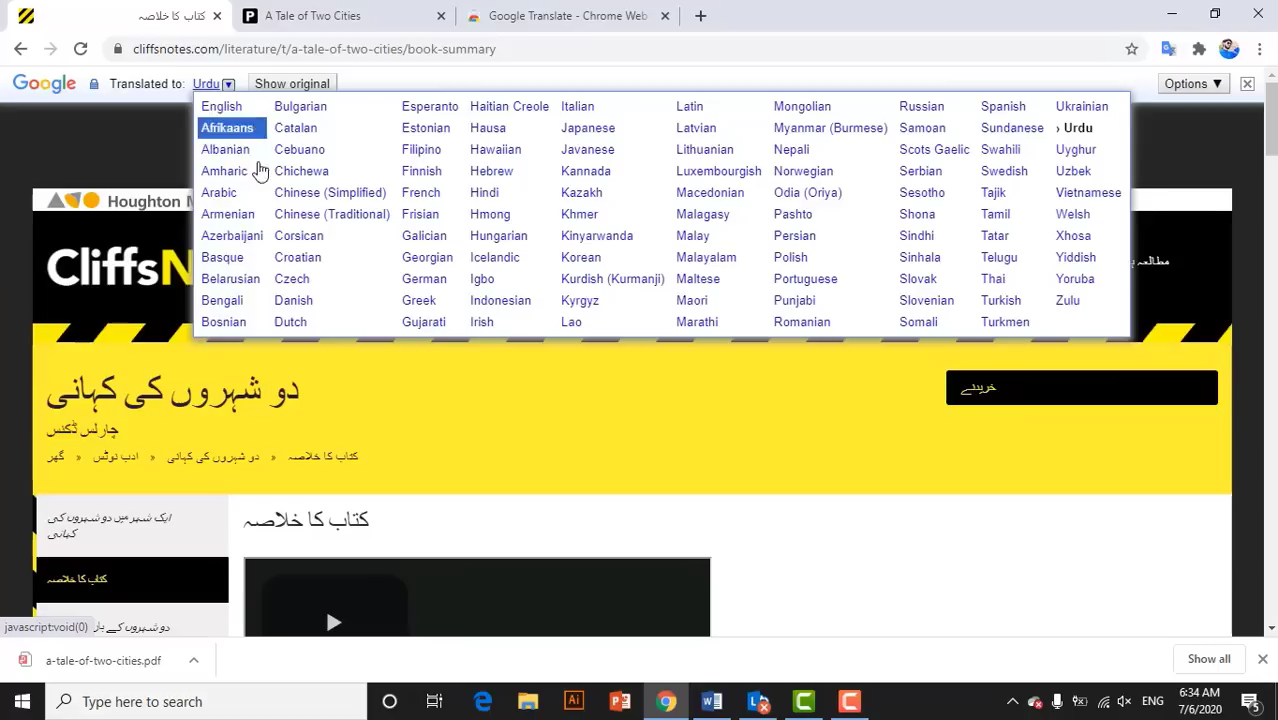 کتاب کا خلاصہ
A Tale of Two Cities
Google Translate - Chrome Web
cliffsnotes.com/literature/t/a-tale-of-two-cities/book-summary
Google Translated to: Urdu Show original Options ▼
English Bulgarian Esperanto Haitian Creole Italian Latin Mongolian Russian Spanish Ukrainian
Afrikaans Catalan Estonian Hausa Japanese Latvian Myanmar (Burmese) Samoan Sundanese › Urdu
Albanian Cebuano Filipino Hawaiian Javanese Lithuanian Nepali Scots Gaelic Swahili Uyghur
Amharic Chichewa Finnish Hebrew Kannada Luxembourgish Norwegian Serbian Swedish Uzbek
Arabic Chinese (Simplified) French Hindi Kazakh Macedonian Odia (Oriya) Sesotho Tajik Vietnamese
Armenian Chinese (Traditional) Frisian Hmong Khmer Malagasy Pashto Shona Tamil Welsh
Azerbaijani Corsican Galician Hungarian Kinyarwanda Malay Persian Sindhi Tatar Xhosa
Basque Croatian Georgian Icelandic Korean Malayalam Polish Sinhala Telugu Yiddish
Belarusian Czech German Igbo Kurdish (Kurmanji) Maltese Portuguese Slovak Thai Yoruba
Bengali Danish Greek Indonesian Kyrgyz Maori Punjabi Slovenian Turkish Zulu
Bosnian Dutch Gujarati Irish Lao Marathi Romanian Somali Turkmen
Houghton
CliffsN
مطالعہ
دو شہروں کی کہانی
خریدئے
چارلس ڈکنس
گھر » ادب نوٹس » دو شہروں کی کہانی » کتاب کا خلاصہ
ایک شہر میں دو شہروں کی
کہانی
کتاب کا خلاصہ
کتاب کا خلاصہ
دو شہروں کے بار
javascript:void(0)
a-tale-of-two-cities.pdf
Show all
Type here to search
ENG
6:34 AM
7/6/2020
5